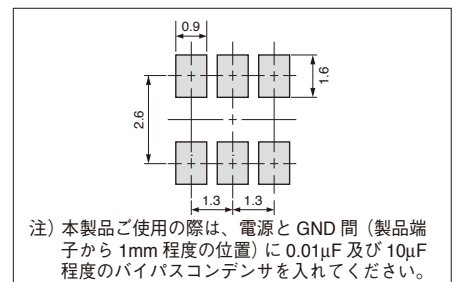 0.9
1.6
2.6
1.3 1.3
注) 本製品ご使用の際は、電源と GND 間（製品端
子から 1mm 程度の位置）に 0.01μF 及び 10μF
程度のバイパスコンデンサを入れてください。